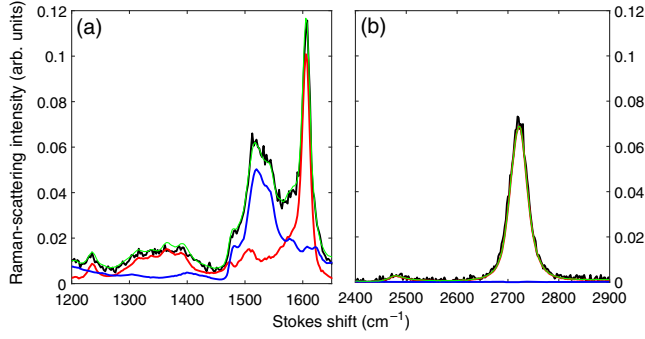 Raman-scattering intensity (arb. units)
(a)
0.12
0.1
0.08
0.06
0.04
0.02
0
1200 1300 1400 1500 1600
(b)
0.12
0.1
0.08
0.06
0.04
0.02
0
2400 2500 2600 2700 2800 2900
Stokes shift (cm⁻¹)